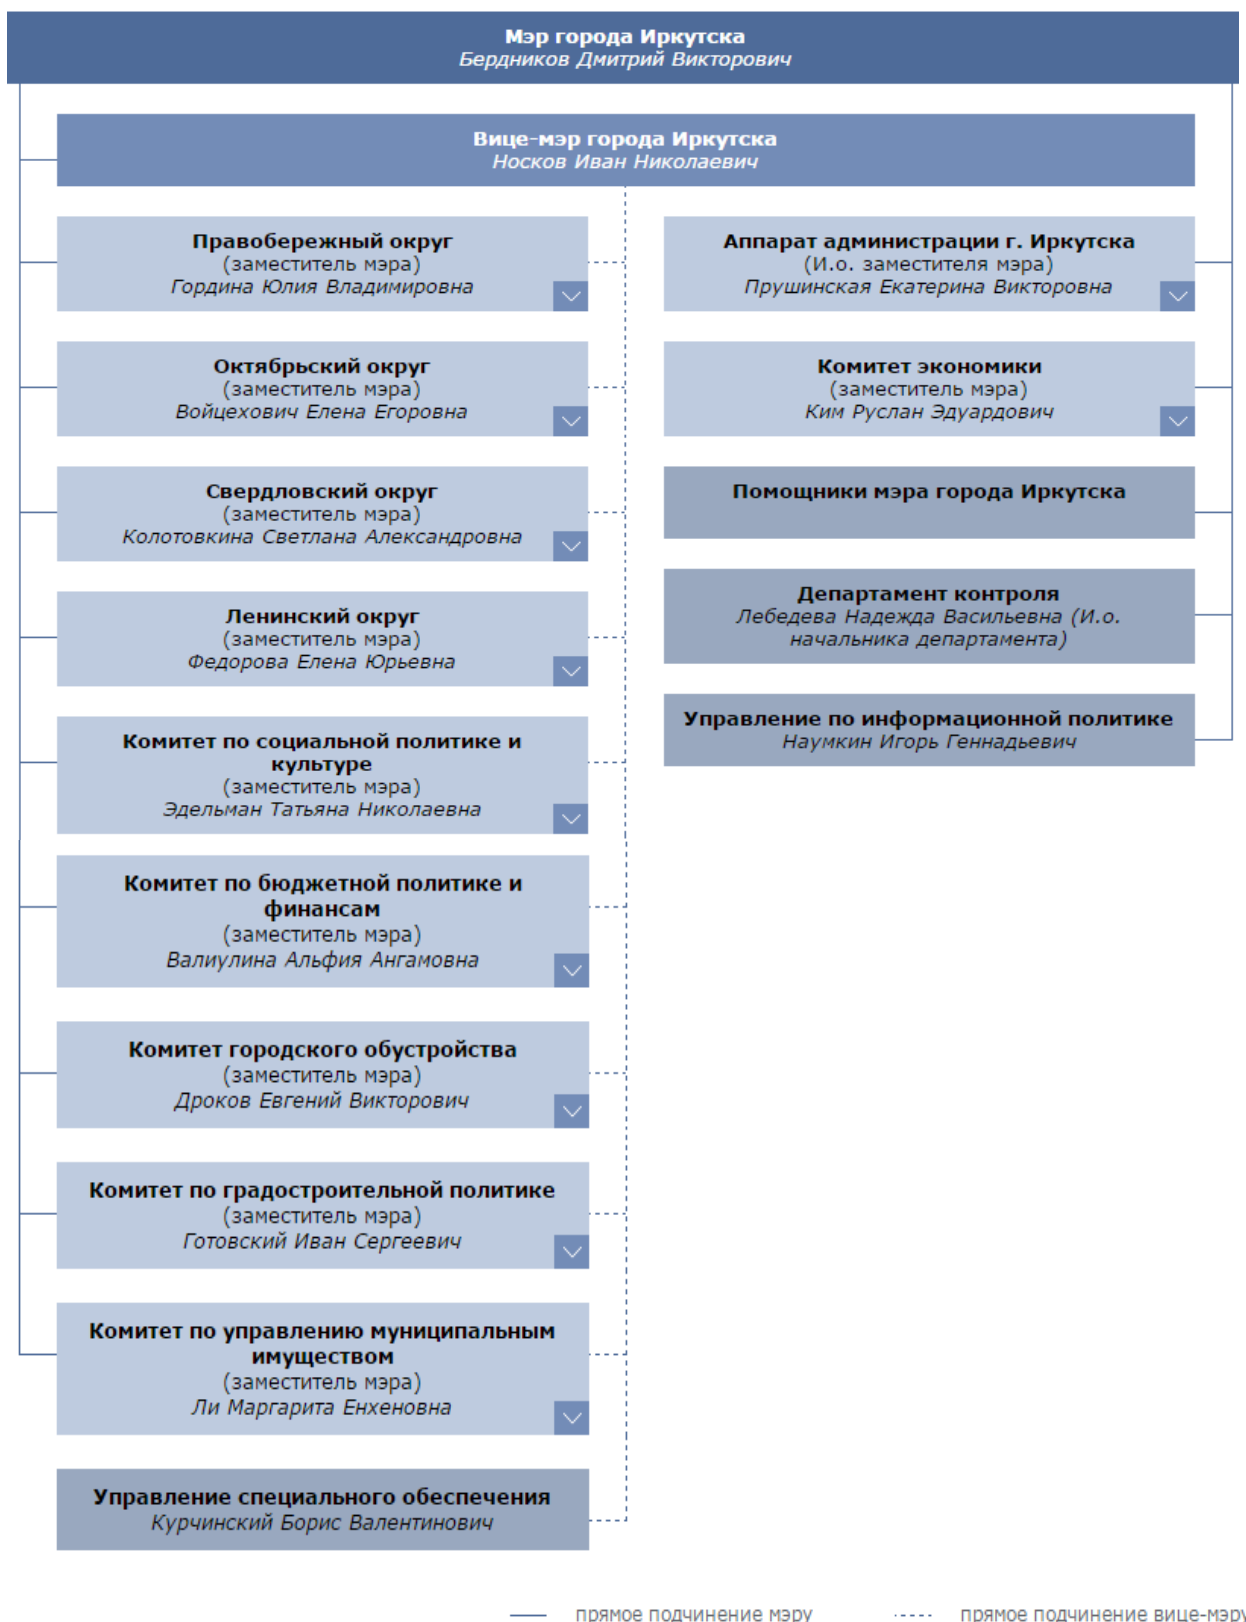 Мэр города Иркутска
Бердников Дмитрий Викторович
Вице-мэр города Иркутска
Носков Иван Николаевич
Правобережный округ
(заместитель мэра)
Гордина Юлия Владимировна
Октябрьский округ
(заместитель мэра)
Войцехович Елена Егоровна
Свердловский округ
(заместитель мэра)
Колотовкина Светлана Александровна
Ленинский округ
(заместитель мэра)
Федорова Елена Юрьевна
Комитет по социальной политике и
культуре
(заместитель мэра)
Эдельман Татьяна Николаевна
Комитет по бюджетной политике и
финансам
(заместитель мэра)
Валиулина Альфия Ангамовна
Комитет городского обустройства
(заместитель мэра)
Дроков Евгений Викторович
Комитет по градостроительной политике
(заместитель мэра)
Готовский Иван Сергеевич
Комитет по управлению муниципальным
имуществом
(заместитель мэра)
Ли Маргарита Енхеновна
Управление специального обеспечения
Курчинский Борис Валентинович
Аппарат администрации г. Иркутска
(И.о. заместителя мэра)
Прушинская Екатерина Викторовна
Комитет экономики
(заместитель мэра)
Ким Руслан Эдуардович
Помощники мэра города Иркутска
Департамент контроля
Лебедева Надежда Васильевна (И.о.
начальника департамента)
Управление по информационной политике
Наумкин Игорь Геннадьевич
прямое подчинение мэру
прямое подчинение вице-мэру